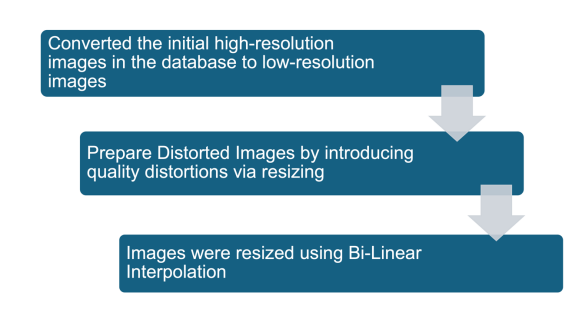 Converted the initial high-resolution
images in the database to low-resolution
images
Prepare Distorted Images by introducing
quality distortions via resizing
Images were resized using Bi-Linear
Interpolation